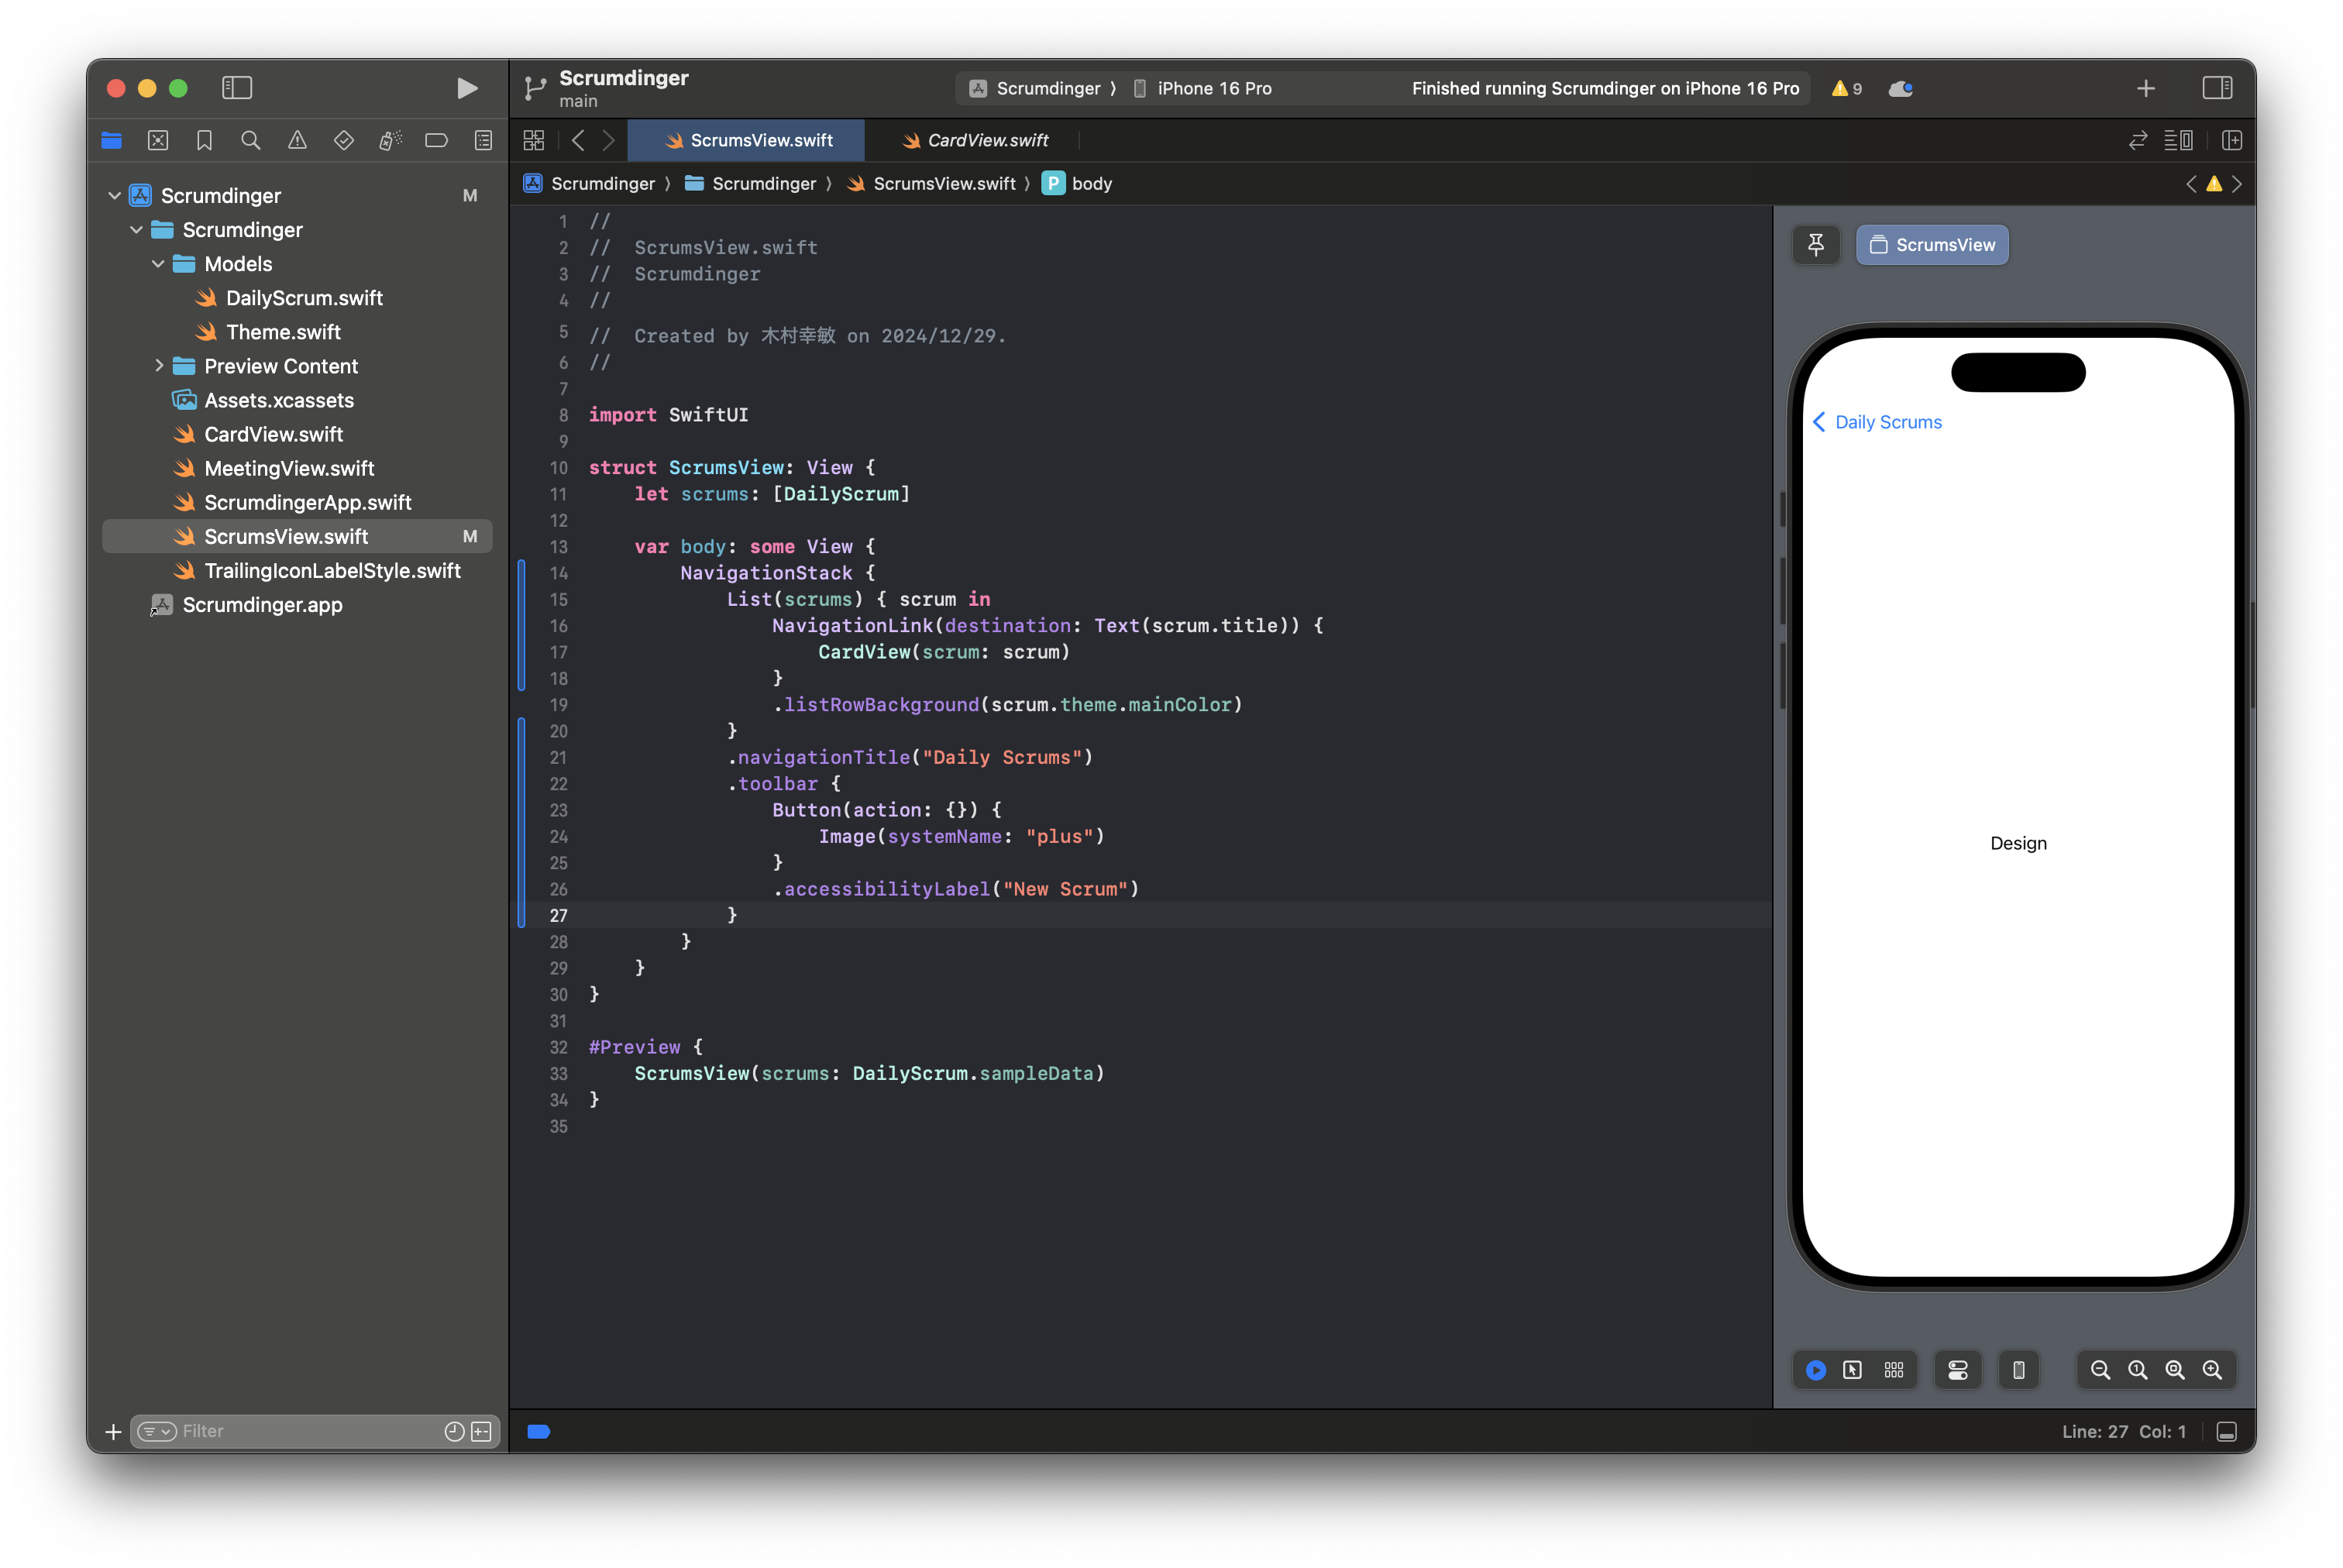 Scrumdinger
main
Scrumdinger 〉 iPhone 16 Pro
Finished running Scrumdinger on iPhone 16 Pro
9
ScrumsView.swift
CardView.swift
Scrumdinger 〉 Scrumdinger 〉 ScrumsView.swift 〉 P body
Scrumdinger M
Scrumdinger
Models
DailyScrum.swift
Theme.swift
Preview Content
Assets.xcassets
CardView.swift
MeetingView.swift
ScrumdingerApp.swift
ScrumsView.swift M
TrailingIconLabelStyle.swift
Scrumdinger.app
Filter
1 //
2 //  ScrumsView.swift
3 //  Scrumdinger
4 //
5 //  Created by 木村幸敏 on 2024/12/29.
6 //
7
8 import SwiftUI
9
10 struct ScrumsView: View {
11     let scrums: [DailyScrum]
12
13     var body: some View {
14         NavigationStack {
15             List(scrums) { scrum in
16                 NavigationLink(destination: Text(scrum.title)) {
17                     CardView(scrum: scrum)
18                 }
19                 .listRowBackground(scrum.theme.mainColor)
20             }
21             .navigationTitle("Daily Scrums")
22             .toolbar {
23                 Button(action: {}) {
24                     Image(systemName: "plus")
25                 }
26                 .accessibilityLabel("New Scrum")
27             }
28         }
29     }
30 }
31
32 #Preview {
33     ScrumsView(scrums: DailyScrum.sampleData)
34 }
35
ScrumsView
Daily Scrums
Design
Line: 27 Col: 1